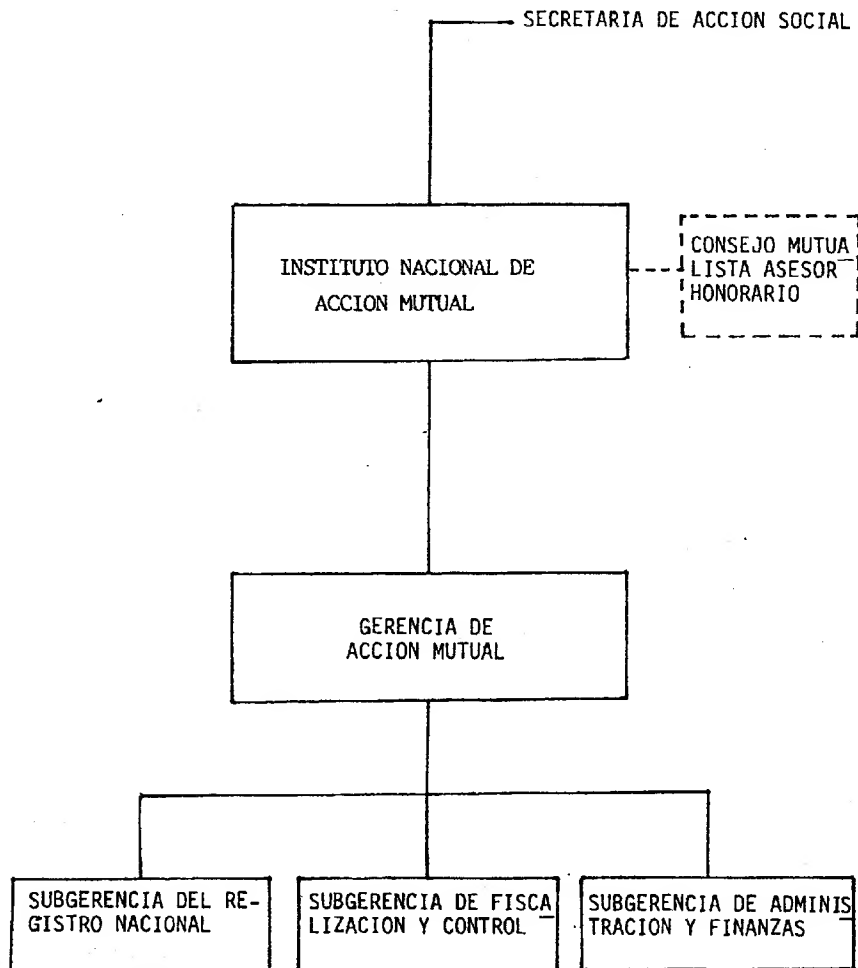 SECRETARIA DE ACCION SOCIAL
INSTITUTO NACIONAL DE
ACCION MUTUAL
CONSEJO MUTUA
LISTA ASESOR
HONORARIO
GERENCIA DE
ACCION MUTUAL
SUBGERENCIA DEL RE-
GISTRO NACIONAL
SUBGERENCIA DE FISCA
LIZACION Y CONTROL
SUBGERENCIA DE ADMINIS
TRACION Y FINANZAS